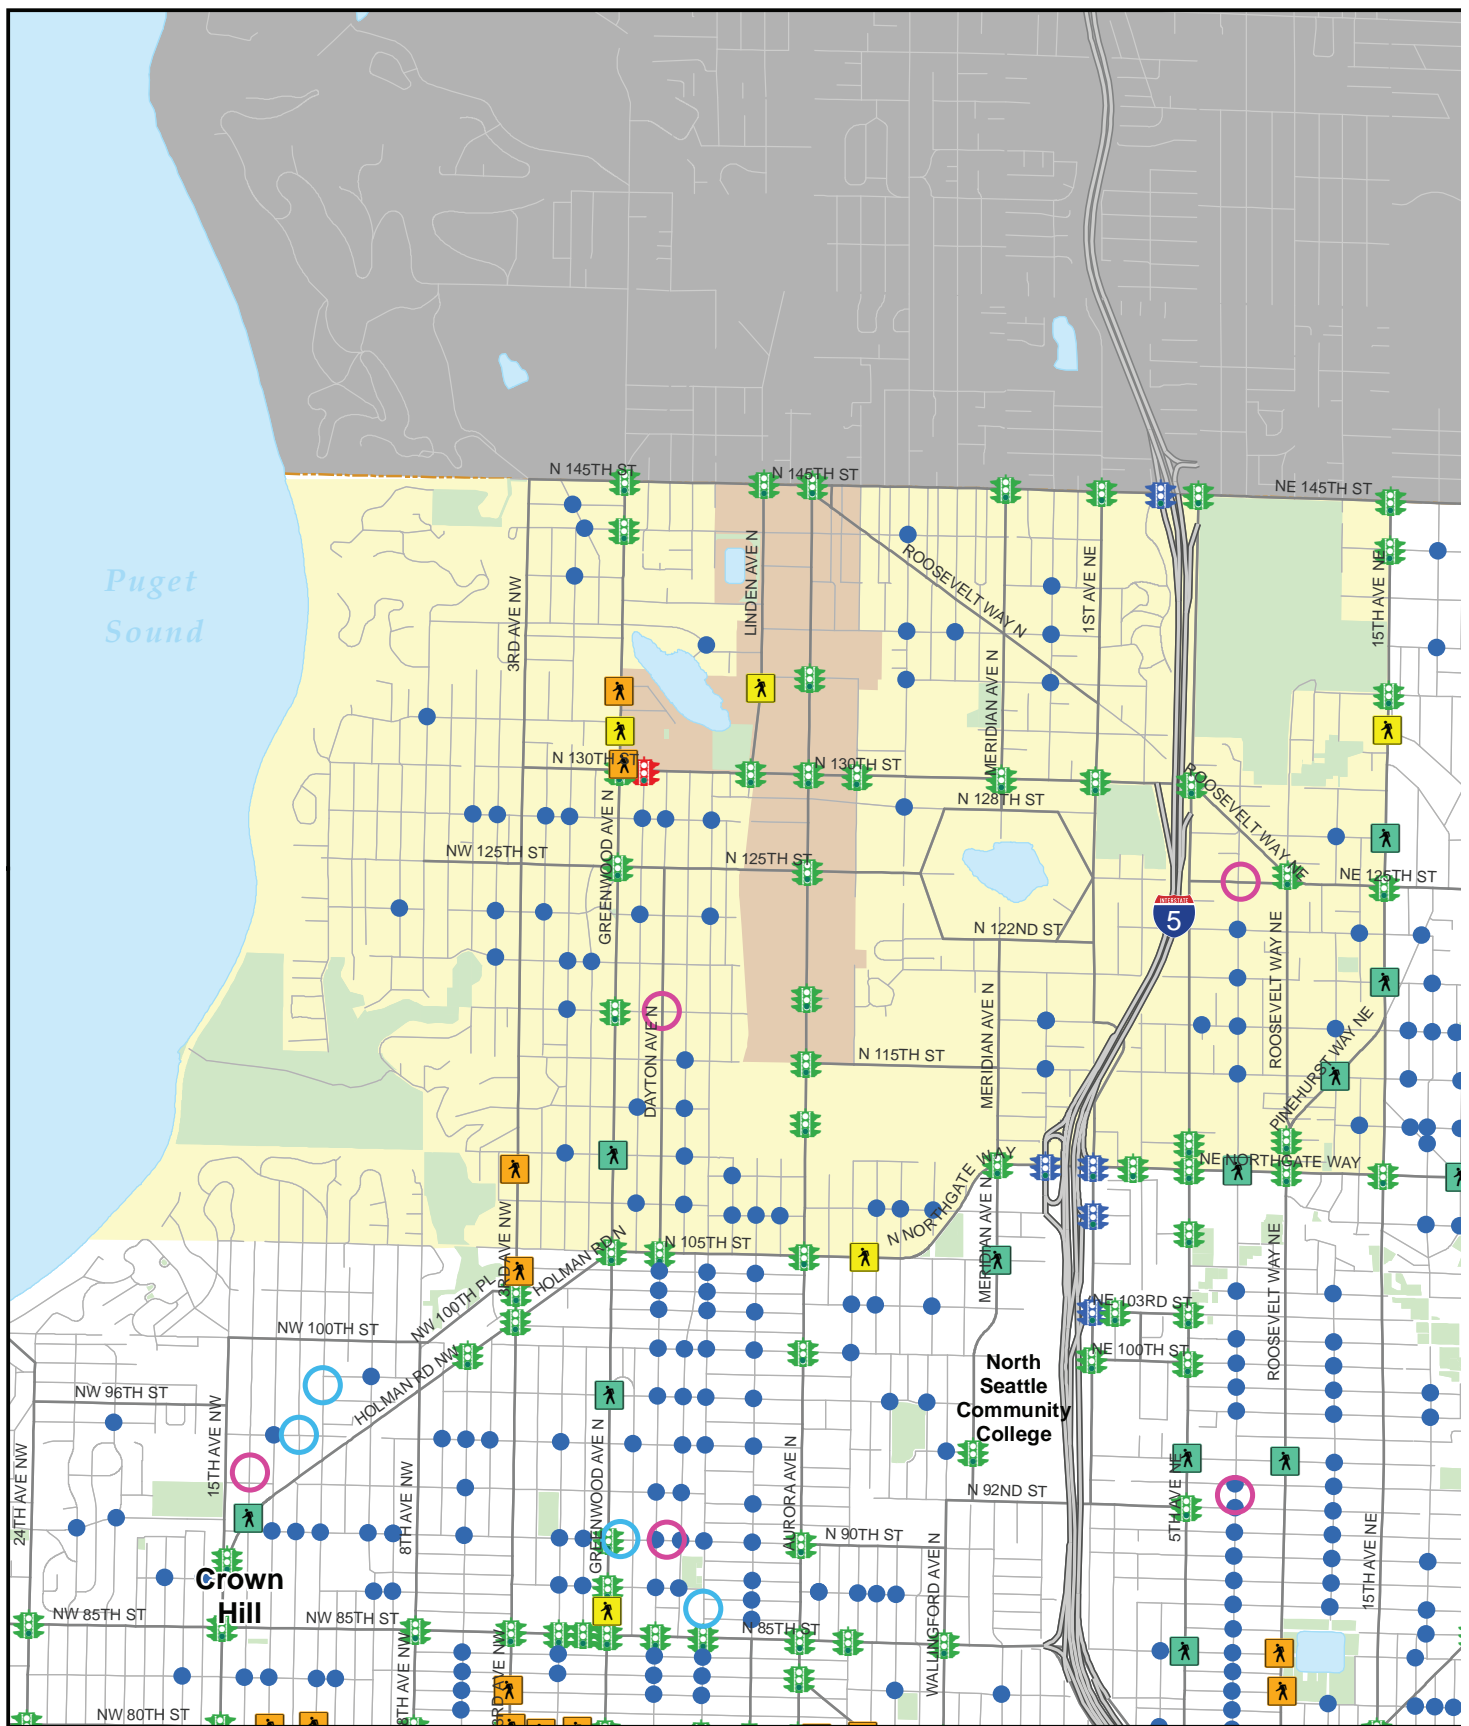 N 145TH ST
N 145TH ST
NE 145TH ST
Puget
Sound
3RD AVE NW
LINDEN AVE N
ROOSEVELT WAY N
1ST AVE NE
15TH AVE NE
MERIDIAN AVE N
N 130TH ST
N 130TH ST
ROOSEVELT WAY NE
N 128TH ST
NW 125TH ST
N 125TH ST
NE 125TH ST
GREENWOOD AVE N
INTERSTATE
5
N 122ND ST
ROOSEVELT WAY NE
MERIDIAN AVE N
DAYTON AVE N
N 115TH ST
PINEHURST WAY NE
N NORTHGATE WAY
NE NORTHGATE WAY
MERIDIAN AVE N
3RD AVE NW
HOLMAN RD N
N 105TH ST
NW 100TH PL
NE 103RD ST
ROOSEVELT WAY NE
NW 100TH ST
HOLMAN RD NW
NE 100TH ST
North
Seattle
Community
College
NW 96TH ST
15TH AVE NW
24TH AVE NW
8TH AVE NW
GREENWOOD AVE N
AURORA AVE N
5TH AVE NE
N 92ND ST
N 90TH ST
WALLINGFORD AVE N
15TH AVE NE
Crown
Hill
NW 85TH ST
NW 85TH ST
N 85TH ST
8TH AVE NW
3RD AVE NW
NW 80TH ST